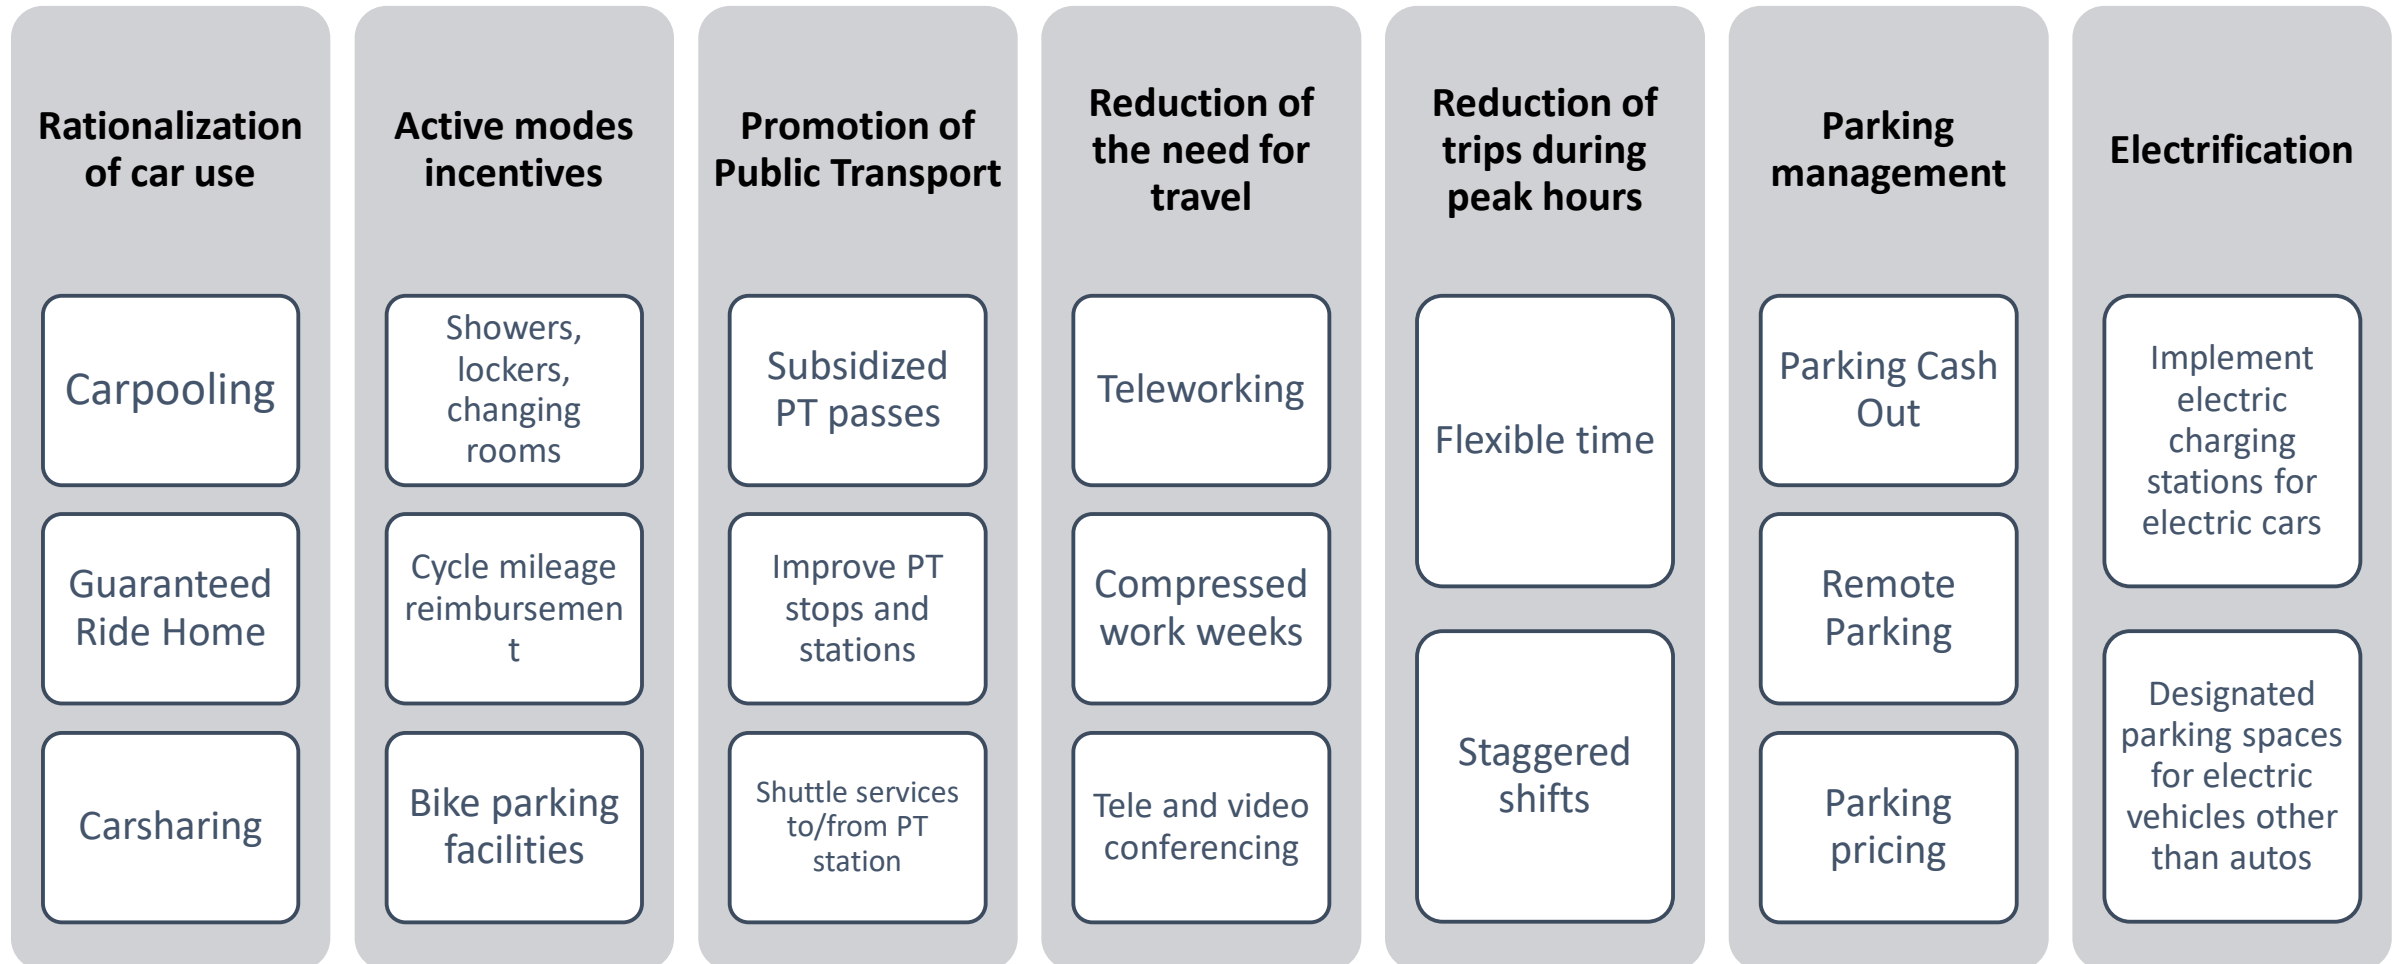 Rationalization
of car use
Carpooling
Guaranteed
Ride Home
Carsharing
Active modes
incentives
Showers,
lockers,
changing
rooms
Cycle mileage
reimbursemen
t
Bike parking
facilities
Promotion of
Public Transport
Subsidized
PT passes
Improve PT
stops and
stations
Shuttle services
to/from PT
station
Reduction of
the need for
travel
Teleworking
Compressed
work weeks
Tele and video
conferencing
Reduction of
trips during
peak hours
Flexible time
Staggered
shifts
Parking
management
Parking Cash
Out
Remote
Parking
Parking
pricing
Electrification
Implement
electric
charging
stations for
electric cars
Designated
parking spaces
for electric
vehicles other
than autos